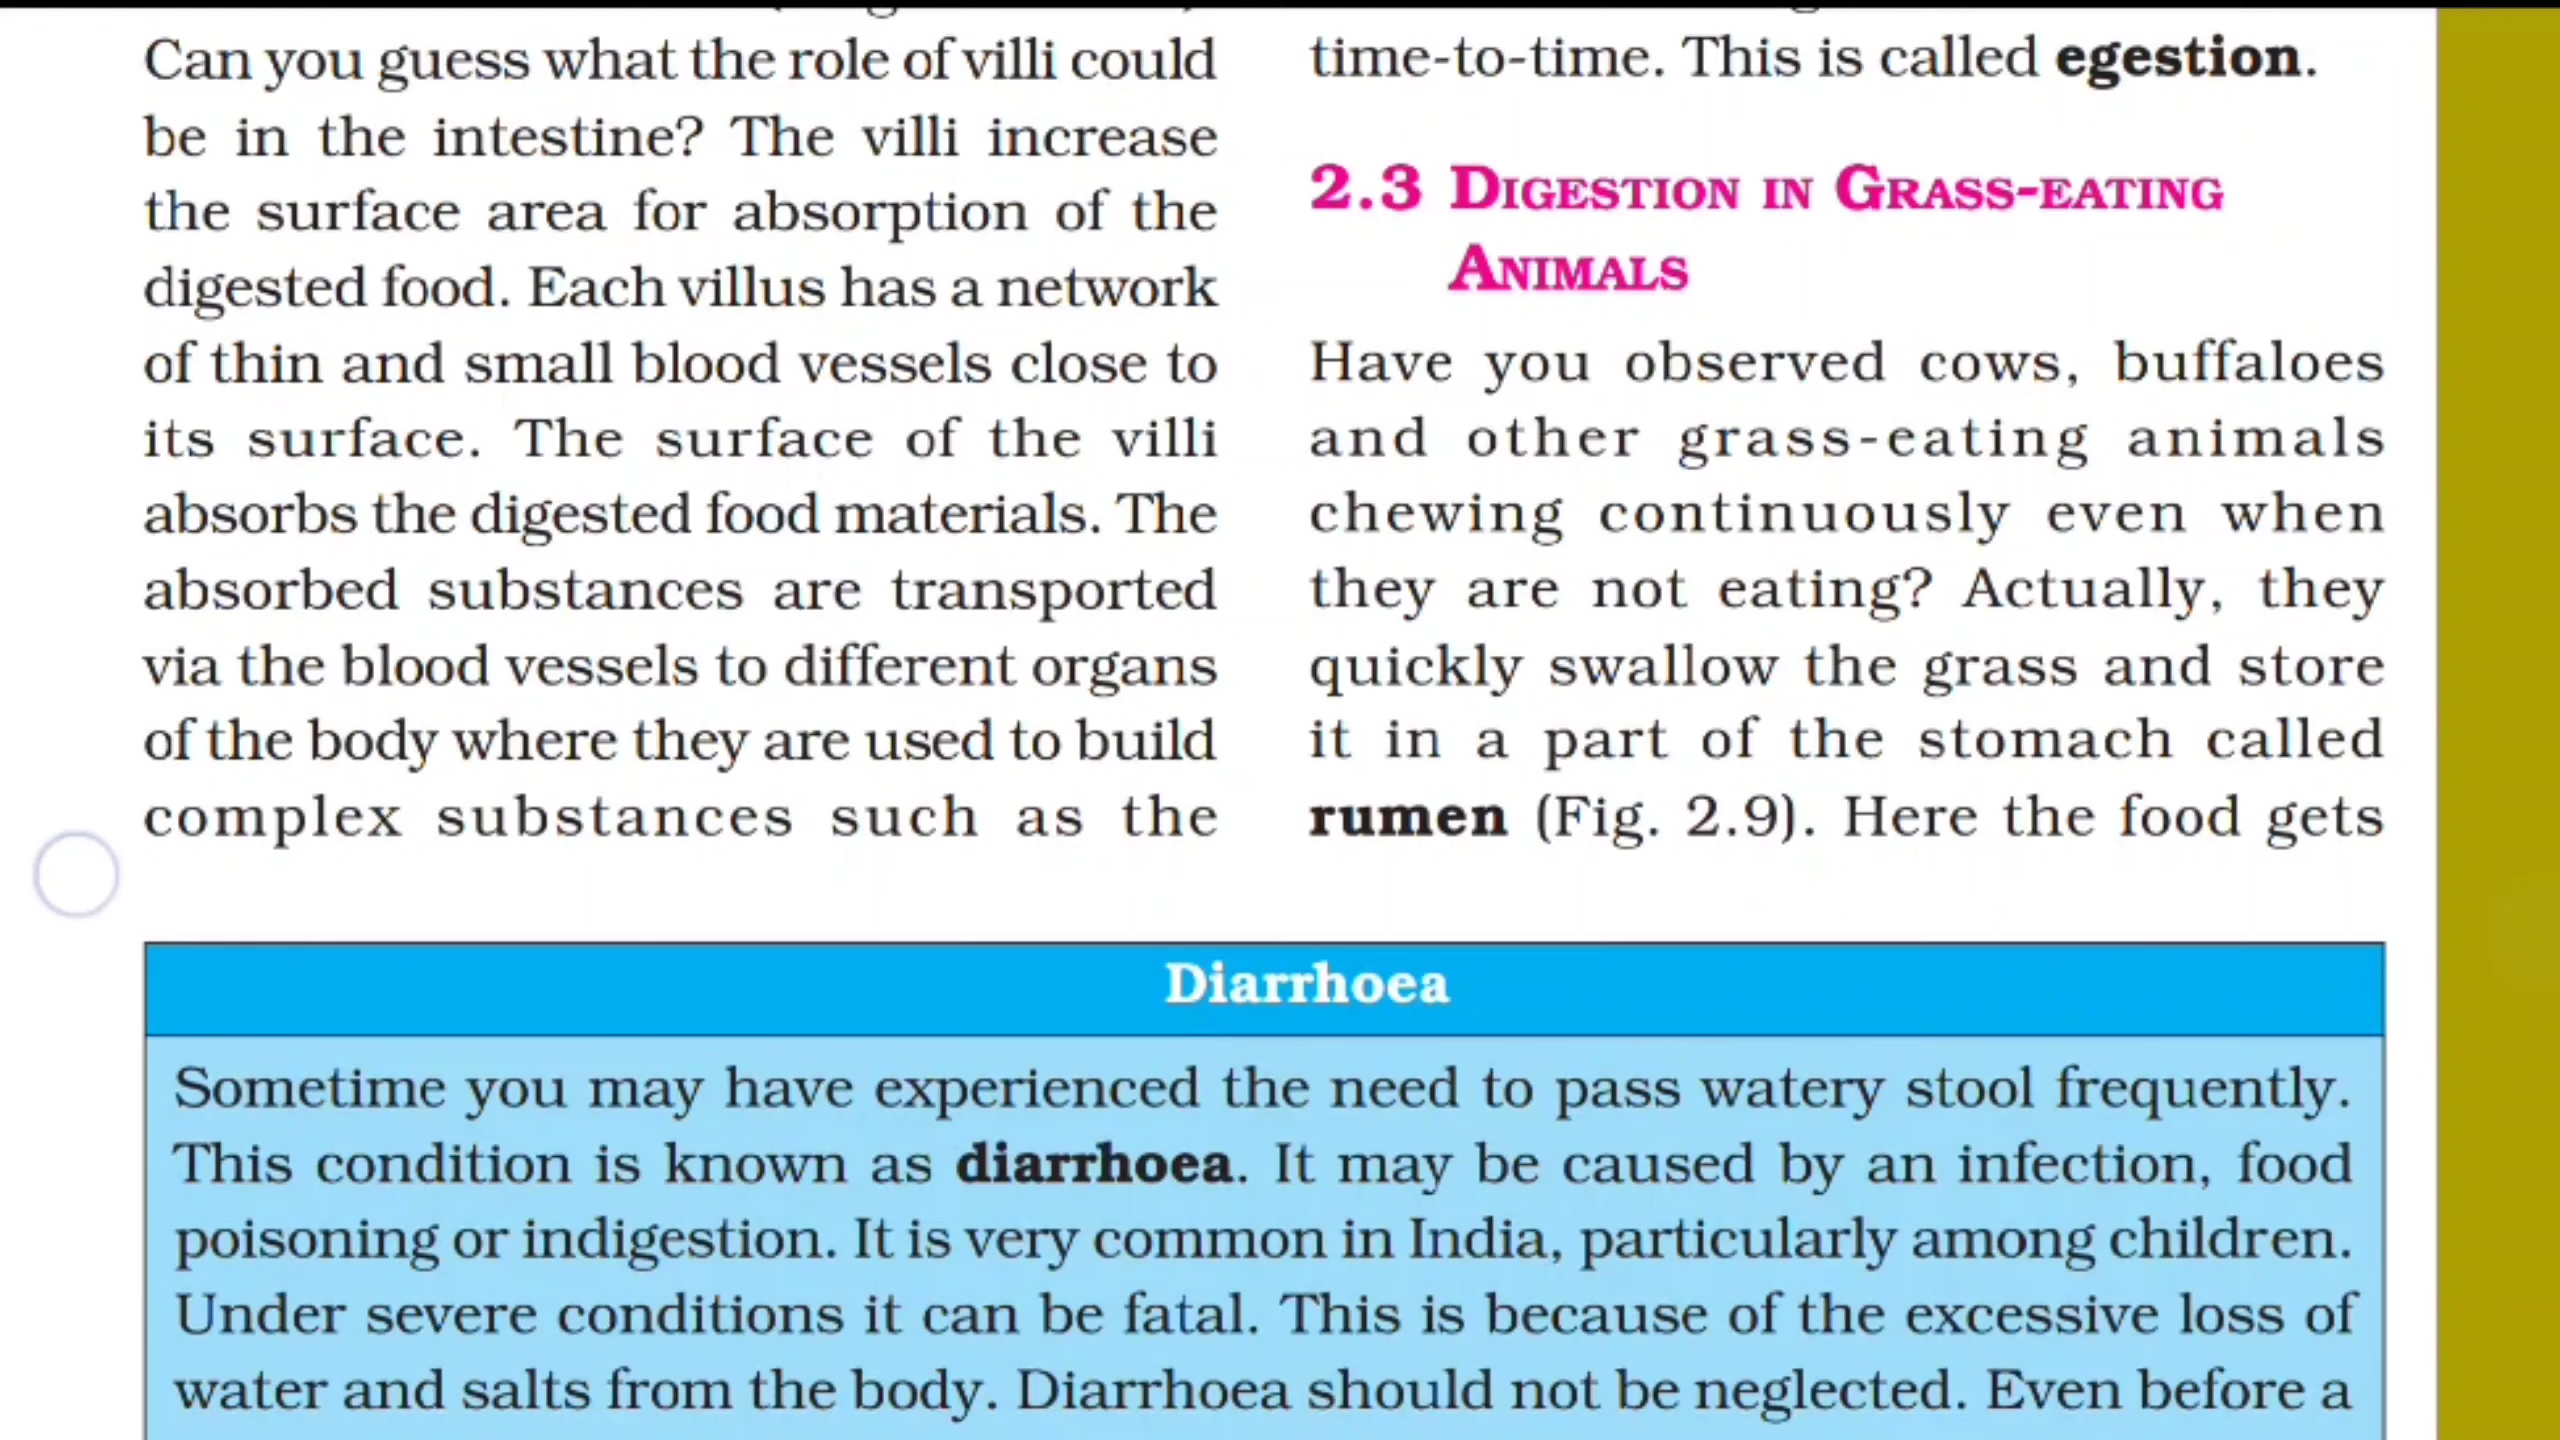 Can you guess what the role of villi could
be in the intestine? The villi increase
the surface area for absorption of the
digested food. Each villus has a network
of thin and small blood vessels close to
its surface. The surface of the villi
absorbs the digested food materials. The
absorbed substances are transported
via the blood vessels to different organs
of the body where they are used to build
complex substances such as the
time-to-time. This is called egestion.
2.3 DIGESTION IN GRASS-EATING
ANIMALS
Have you observed cows, buffaloes
and other grass-eating animals
chewing continuously even when
they are not eating? Actually, they
quickly swallow the grass and store
it in a part of the stomach called
rumen (Fig. 2.9). Here the food gets
Diarrhoea
Sometime you may have experienced the need to pass watery stool frequently.
This condition is known as diarrhoea. It may be caused by an infection, food
poisoning or indigestion. It is very common in India, particularly among children.
Under severe conditions it can be fatal. This is because of the excessive loss of
water and salts from the body. Diarrhoea should not be neglected. Even before a